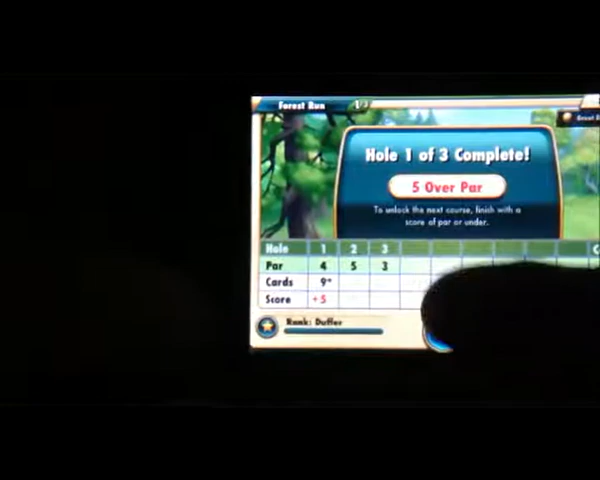 Forest Run 1/3
Hole 1 of 3 Complete!
5 Over Par
To unlock the next course, finish with a
score of par or under.
Hole 1 2 3
Par 4 5 3
Cards 9*
Score +5
Rank: Duffer